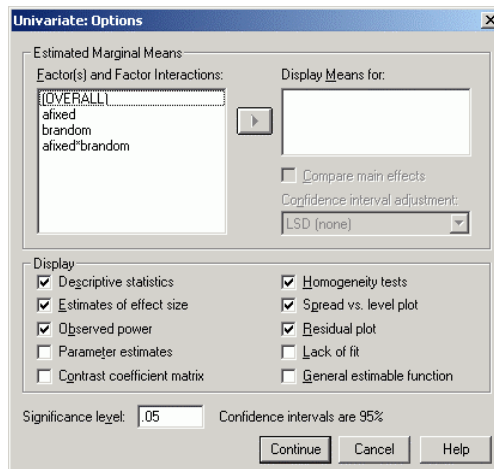 Univariate: Options
Estimated Marginal Means
Factor(s) and Factor Interactions:
(OVERALL)
afixed
brandom
afixed*brandom
Display Means for:
Compare main effects
Confidence interval adjustment:
LSD (none)
Display
Descriptive statistics
Homogeneity tests
Estimates of effect size
Spread vs. level plot
Observed power
Residual plot
Parameter estimates
Lack of fit
Contrast coefficient matrix
General estimable function
Significance level: .05 Confidence intervals are 95%
Continue Cancel Help